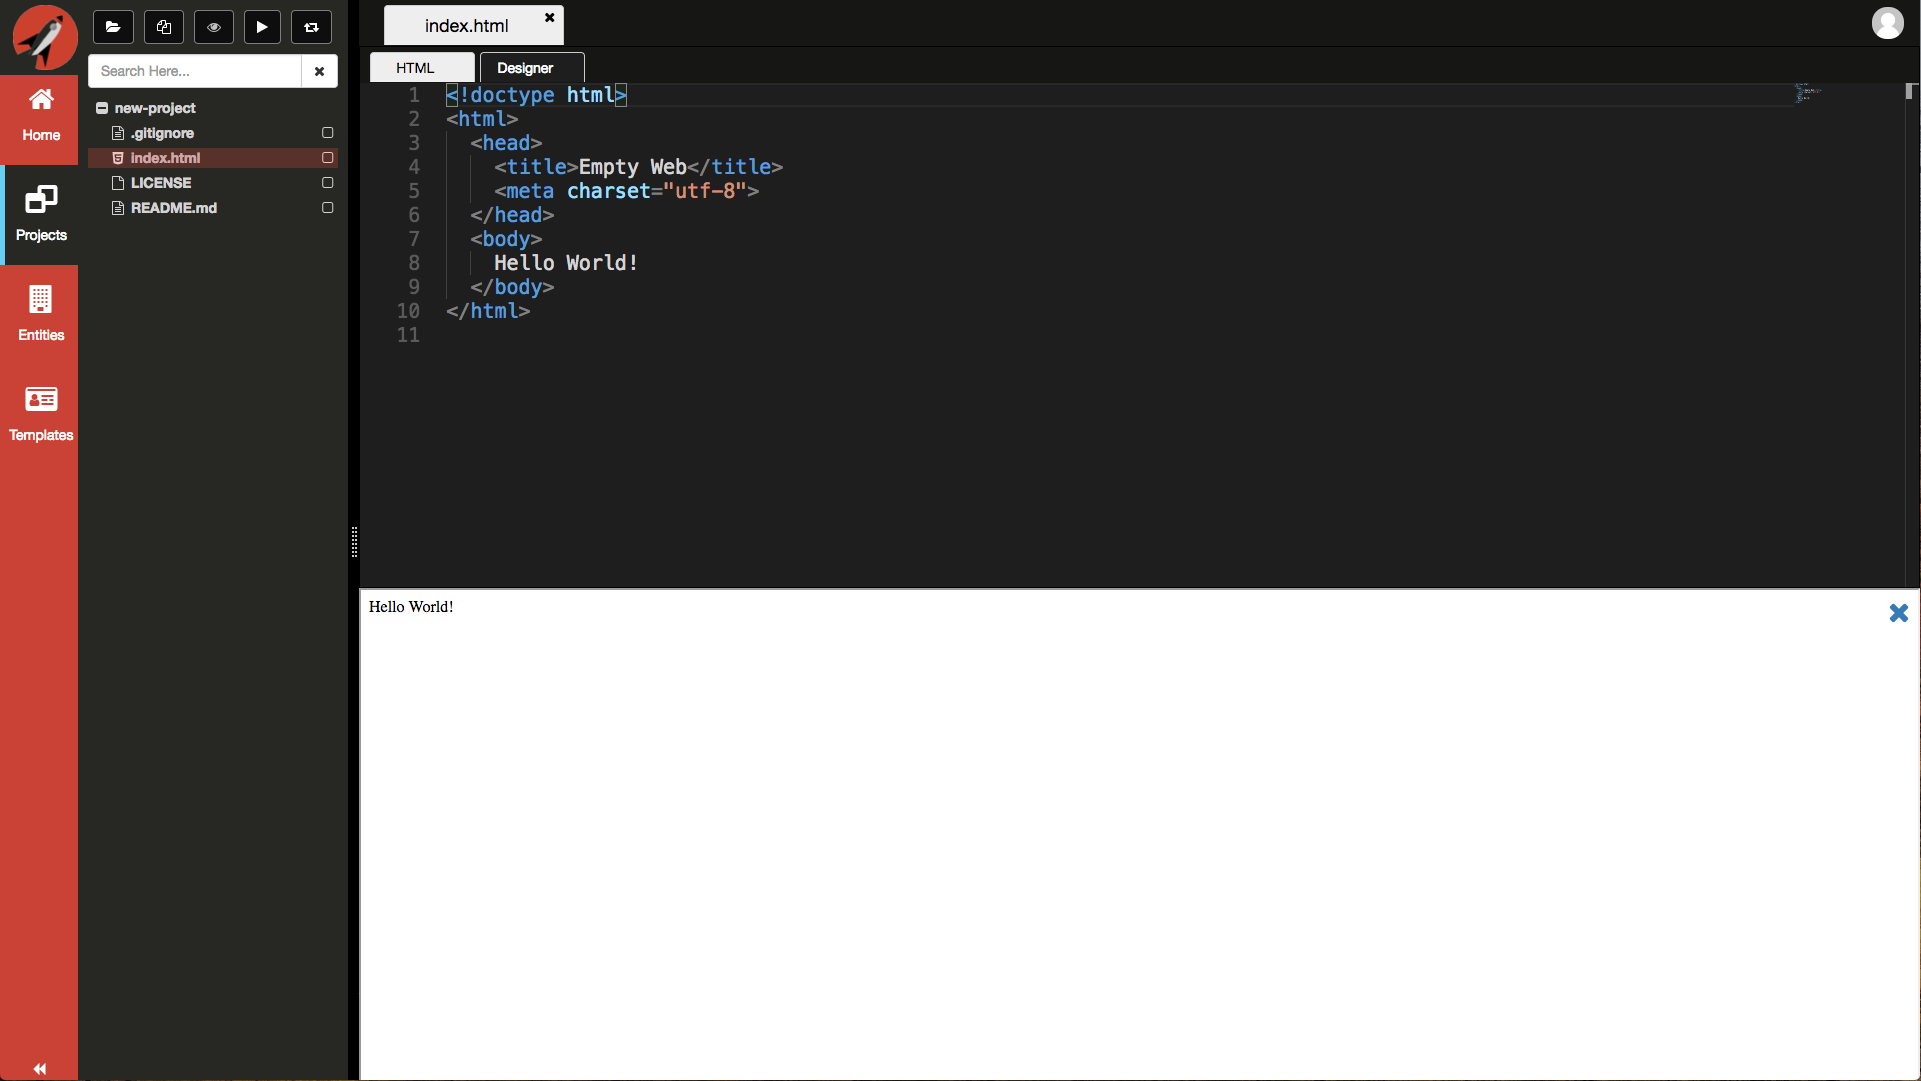 index.html
Search Here...
HTML
Designer
Home
Projects
Entities
Templates
new-project
.gitignore
index.html
LICENSE
README.md
1 <!doctype html>
2 <html>
3 <head>
4 <title>Empty Web</title>
5 <meta charset="utf-8">
6 </head>
7 <body>
8 Hello World!
9 </body>
10 </html>
11
Hello World!